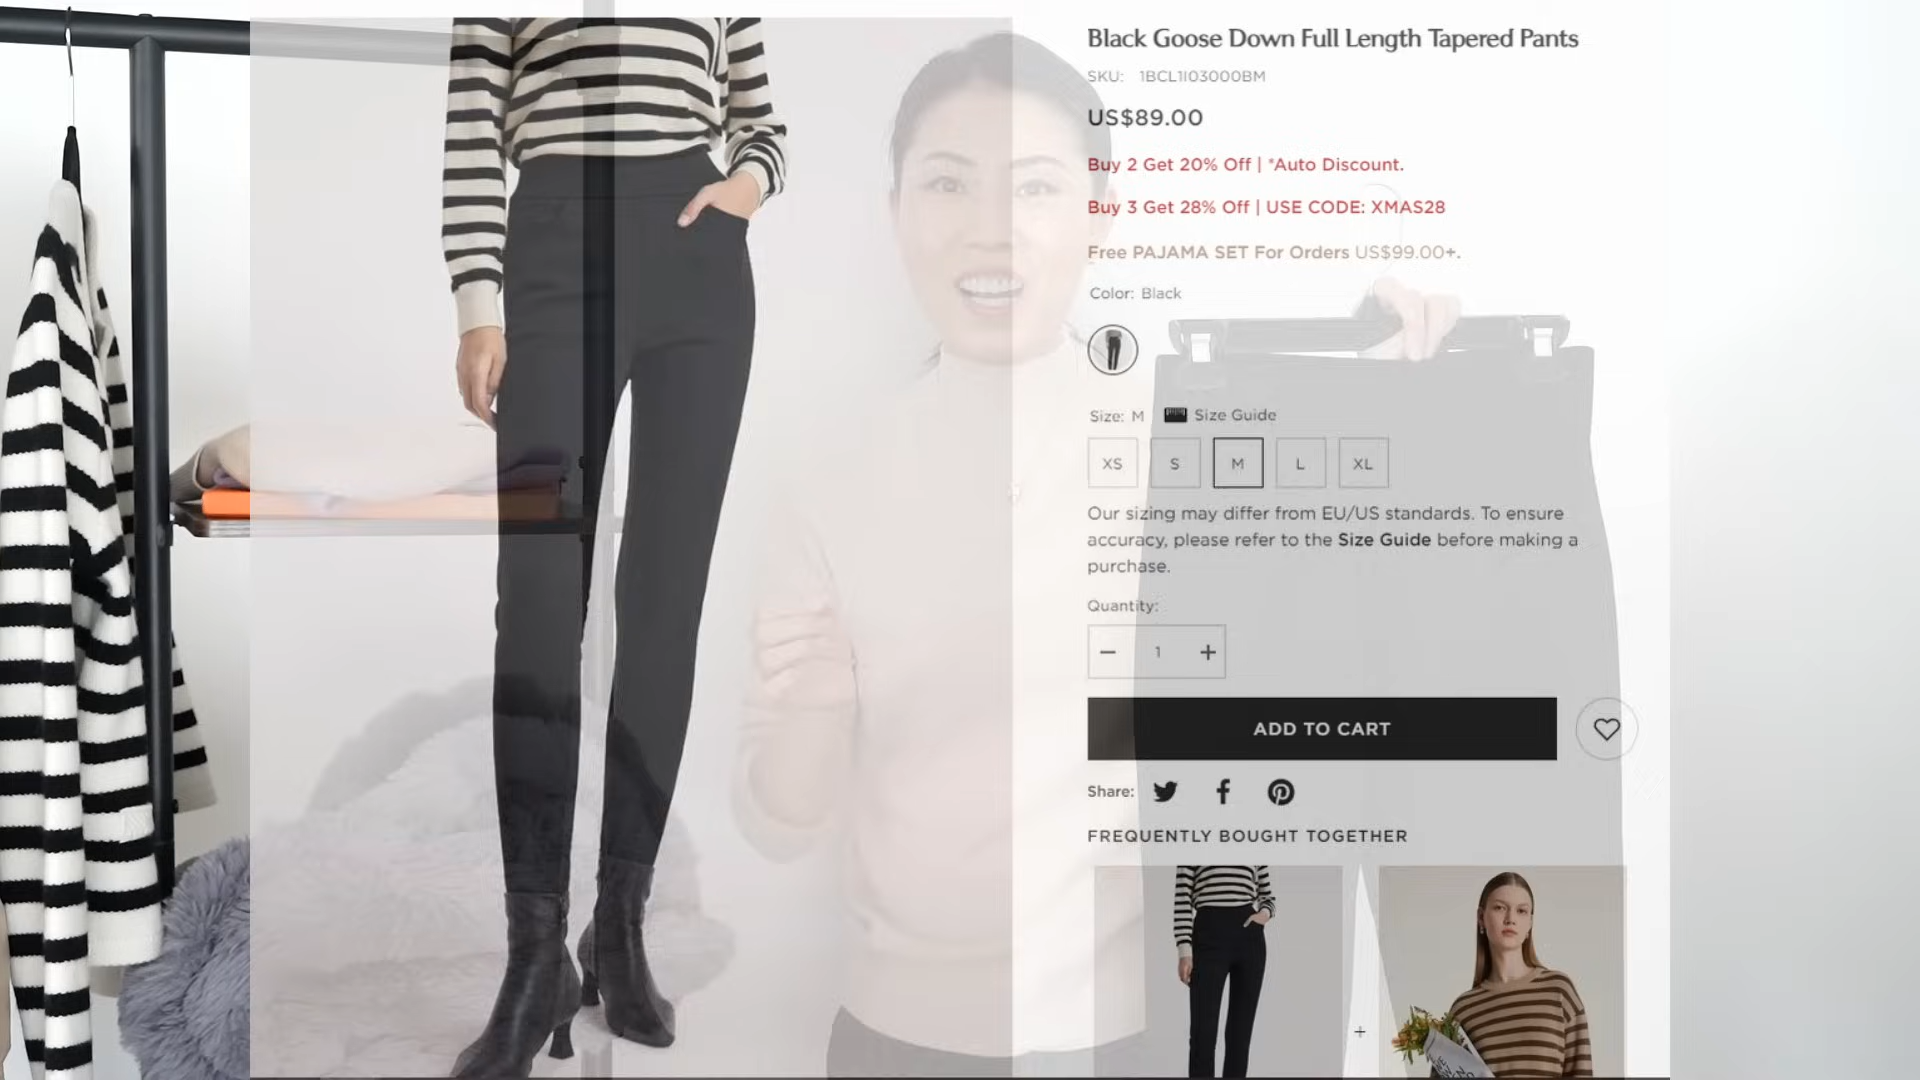 Black Goose Down Full Length Tapered Pants
SKU: 1BCL1I03000BM
US$89.00
Buy 2 Get 20% Off | *Auto Discount.
Buy 3 Get 28% Off | USE CODE: XMAS28
Free PAJAMA SET For Orders US$99.00+.
Color: Black
Size: M Size Guide
XS S M L XL
Our sizing may differ from EU/US standards. To ensure
accuracy, please refer to the Size Guide before making a
purchase.
Quantity:
− 1 +
ADD TO CART
Share:
FREQUENTLY BOUGHT TOGETHER
+